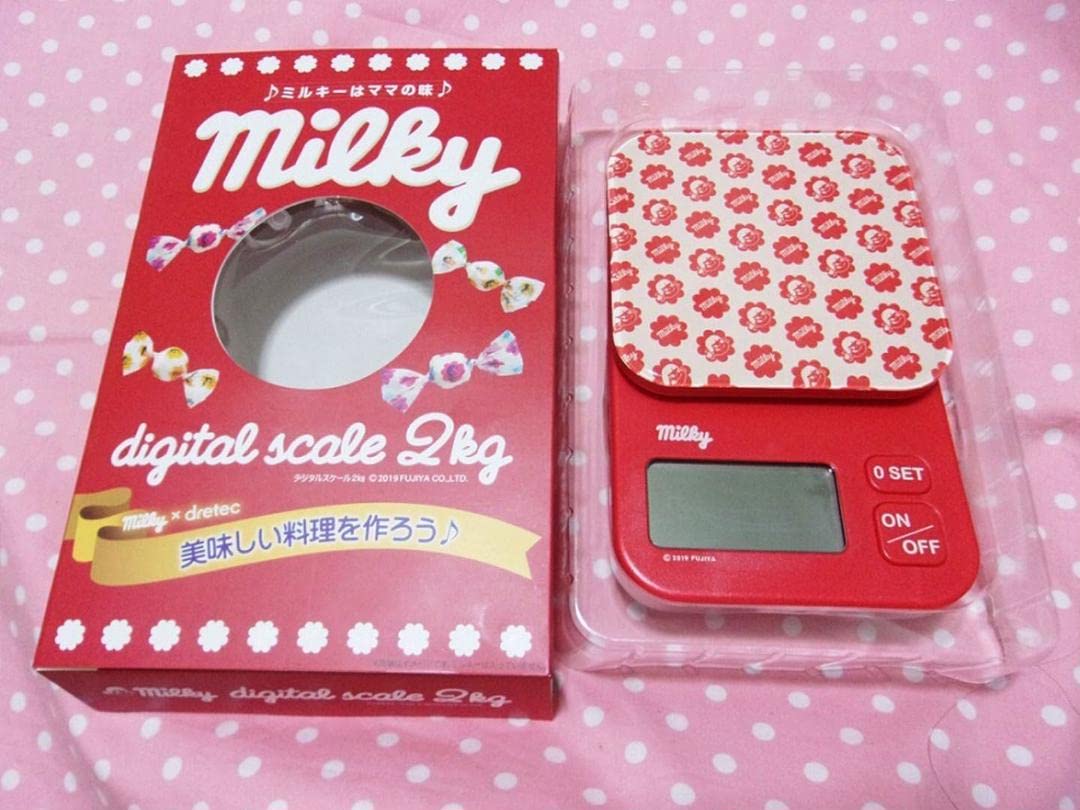 ♪ミルキーはママの味♪
milky
digital scale 2kg
デジタルスケール2kg ©2019 FUJIYA CO.,LTD.
milky × dretec
美味しい料理を作ろう♪
milky digital scale 2kg
milky
0 SET
ON/OFF
©2019 FUJIYA